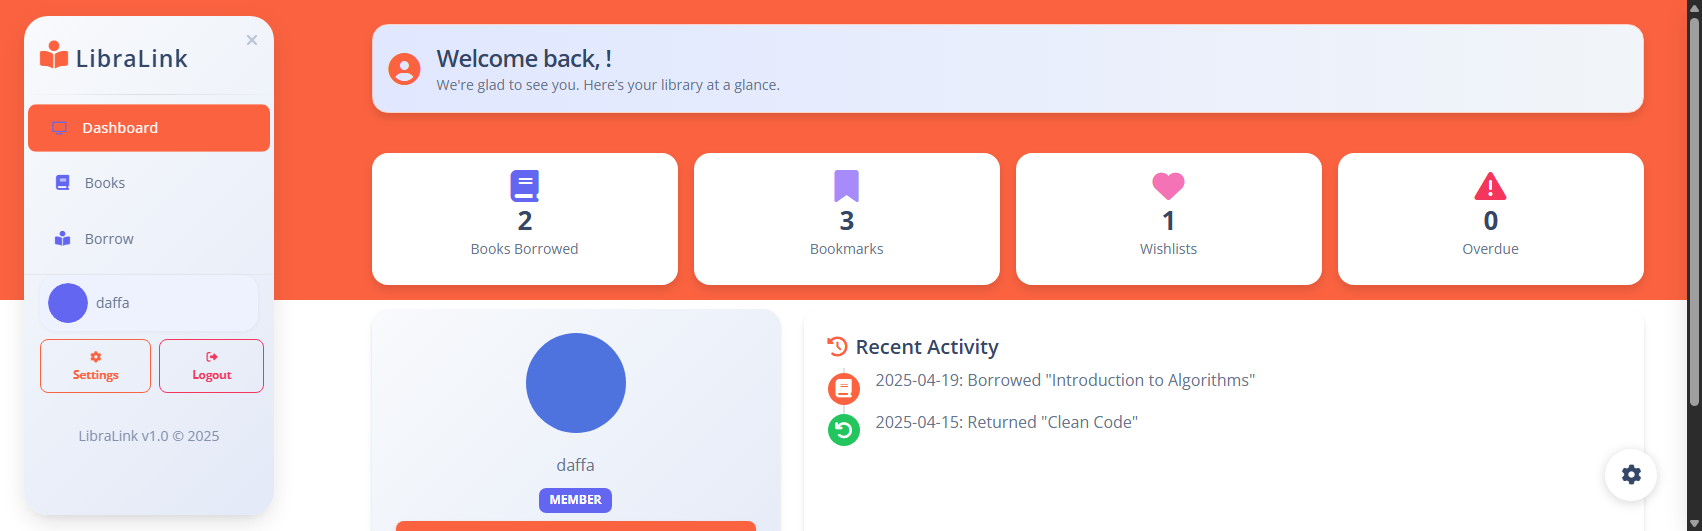 LibraLink
Dashboard
Books
Borrow
daffa
Settings
Logout
LibraLink v1.0 © 2025
Welcome back, !
We're glad to see you. Here’s your library at a glance.
2
Books Borrowed
3
Bookmarks
1
Wishlists
0
Overdue
daffa
MEMBER
Recent Activity
2025-04-19: Borrowed "Introduction to Algorithms"
2025-04-15: Returned "Clean Code"